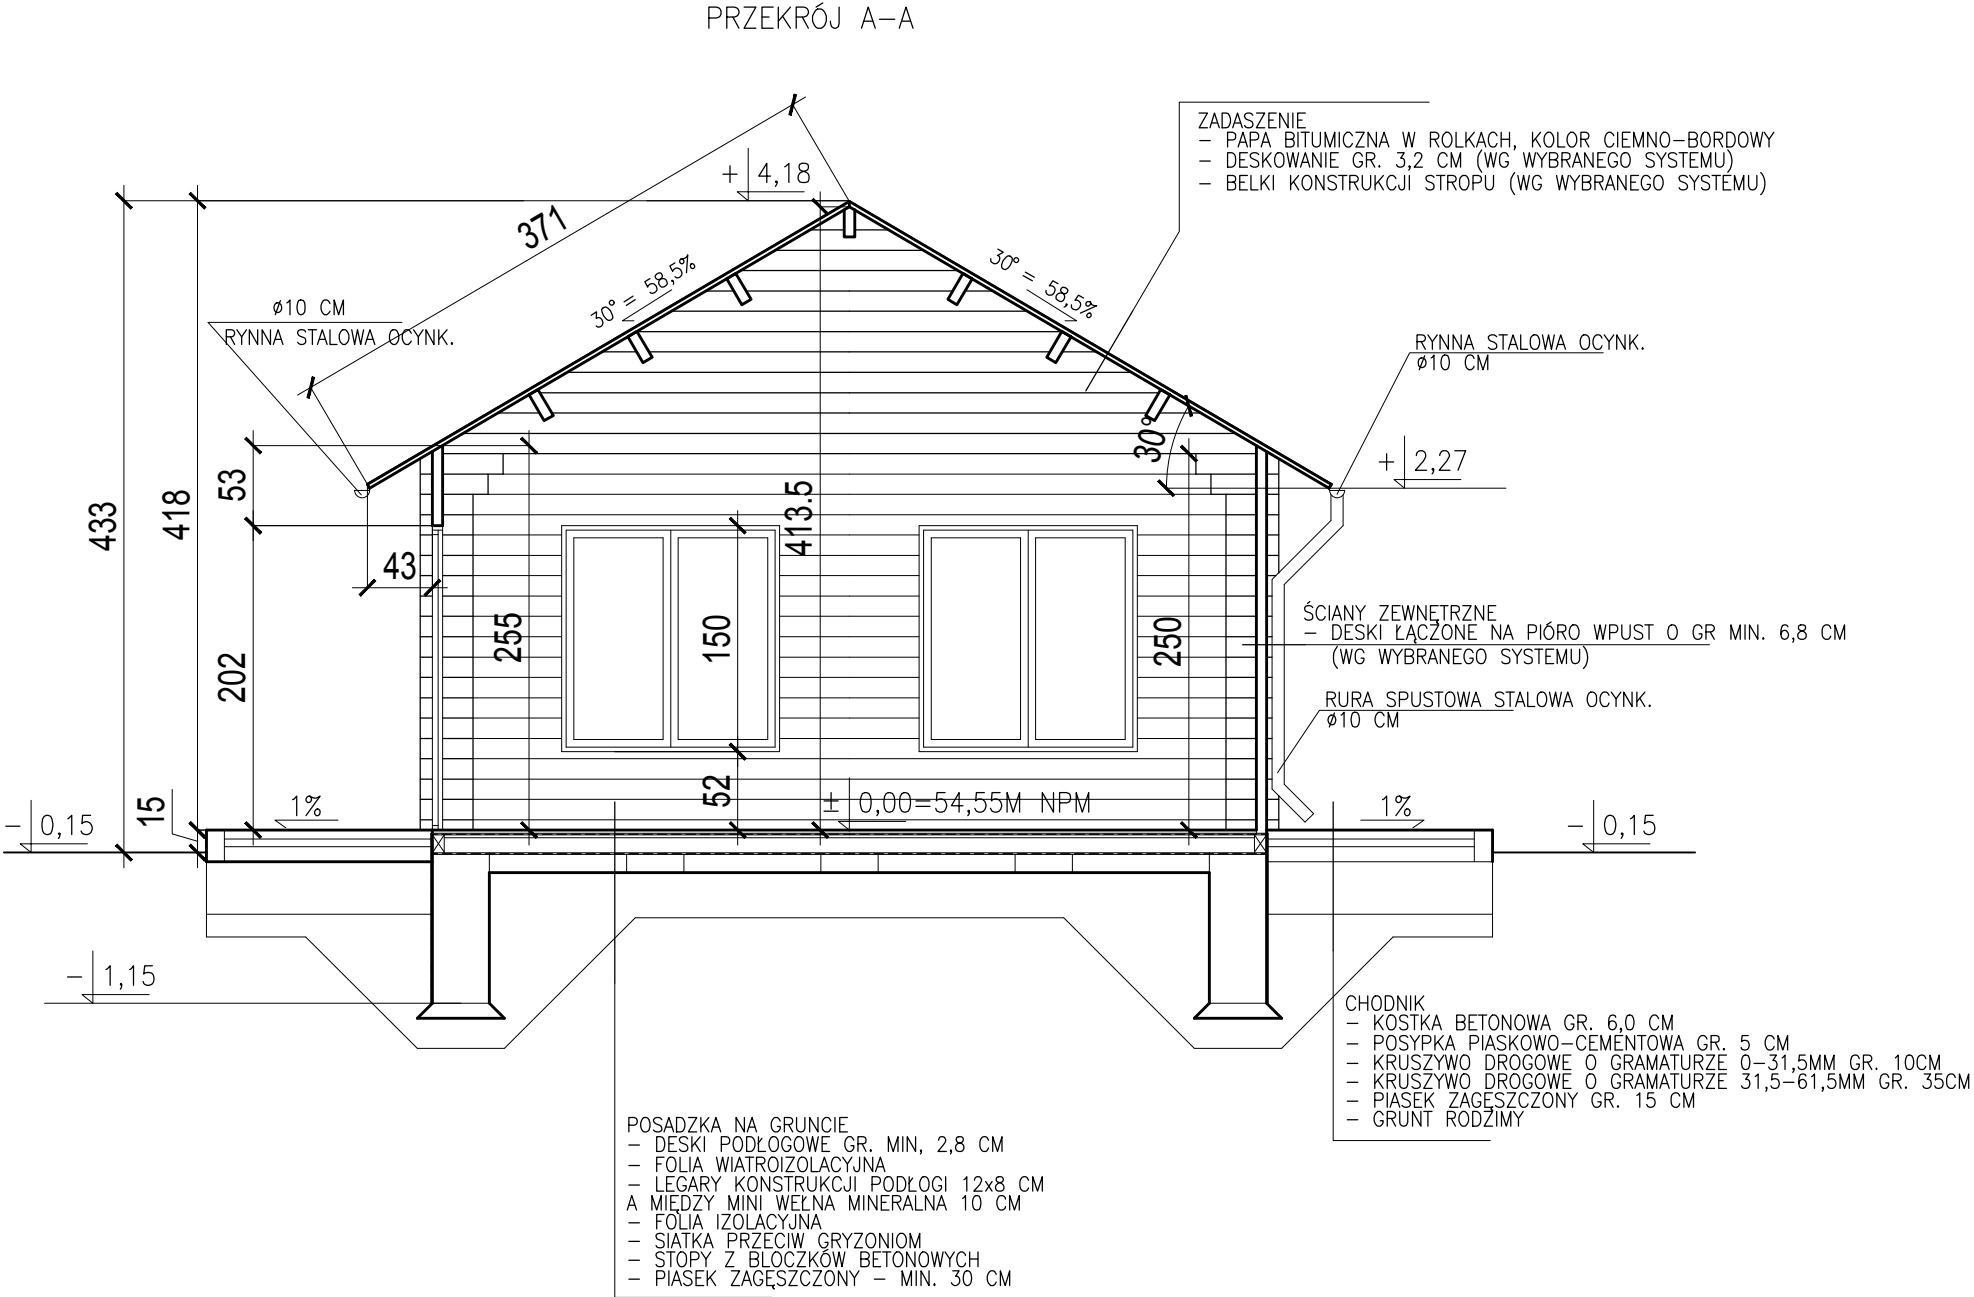 PRZEKRÓJ A-A
ZADASZENIE
- PAPA BITUMICZNA W ROLKACH, KOLOR CIEMNO-BORDOWY
- DESKOWANIE GR. 3,2 CM (WG WYBRANEGO SYSTEMU)
- BELKI KONSTRUKCJI STROPU (WG WYBRANEGO SYSTEMU)
+ 4,18
371
30° = 58,5%
30° = 58,5%
ø10 CM
RYNNA STALOWA OCYNK.
RYNNA STALOWA OCYNK.
ø10 CM
30°
+ 2,27
53
433
418
413.5
43
255
150
250
202
ŚCIANY ZEWNĘTRZNE
- DESKI ŁĄCZONE NA PIÓRO WPUST O GR MIN. 6,8 CM
(WG WYBRANEGO SYSTEMU)
RURA SPUSTOWA STALOWA OCYNK.
ø10 CM
52
± 0,00=54,55M NPM
15
1%
1%
- 0,15
- 0,15
- 1,15
CHODNIK
- KOSTKA BETONOWA GR. 6,0 CM
- POSYPKA PIASKOWO-CEMENTOWA GR. 5 CM
- KRUSZYWO DROGOWE O GRAMATURZE 0-31,5MM GR. 10CM
- KRUSZYWO DROGOWE O GRAMATURZE 31,5-61,5MM GR. 35CM
- PIASEK ZAGĘSZCZONY GR. 15 CM
- GRUNT RODZIMY
POSADZKA NA GRUNCIE
- DESKI PODŁOGOWE GR. MIN, 2,8 CM
- FOLIA WIATROIZOLACYJNA
- LEGARY KONSTRUKCJI PODŁOGI 12x8 CM
A MIĘDZY MINI WEŁNA MINERALNA 10 CM
- FOLIA IZOLACYJNA
- SIATKA PRZECIW GRYZONIOM
- STOPY Z BLOCZKÓW BETONOWYCH
- PIASEK ZAGĘSZCZONY - MIN. 30 CM